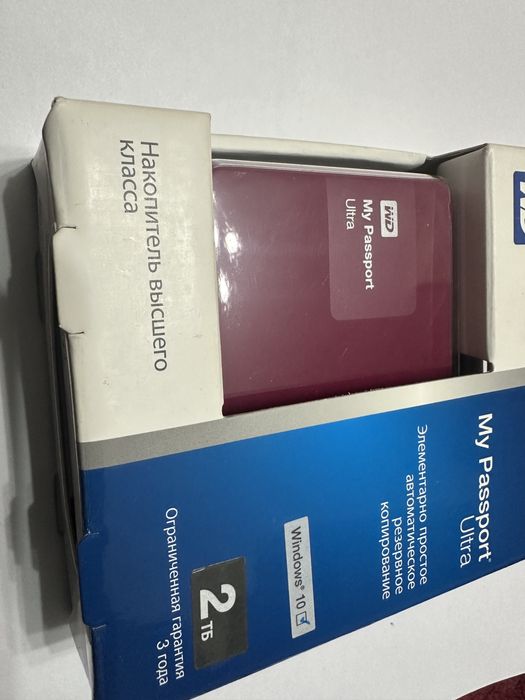 Накопитель высшего
класса
WD
My Passport
Ultra
WD
My Passport®
Ultra
Элементарно простое
автоматическое
резервное
копирование
Windows® 10
2
ТБ
Ограниченная гарантия
3 года